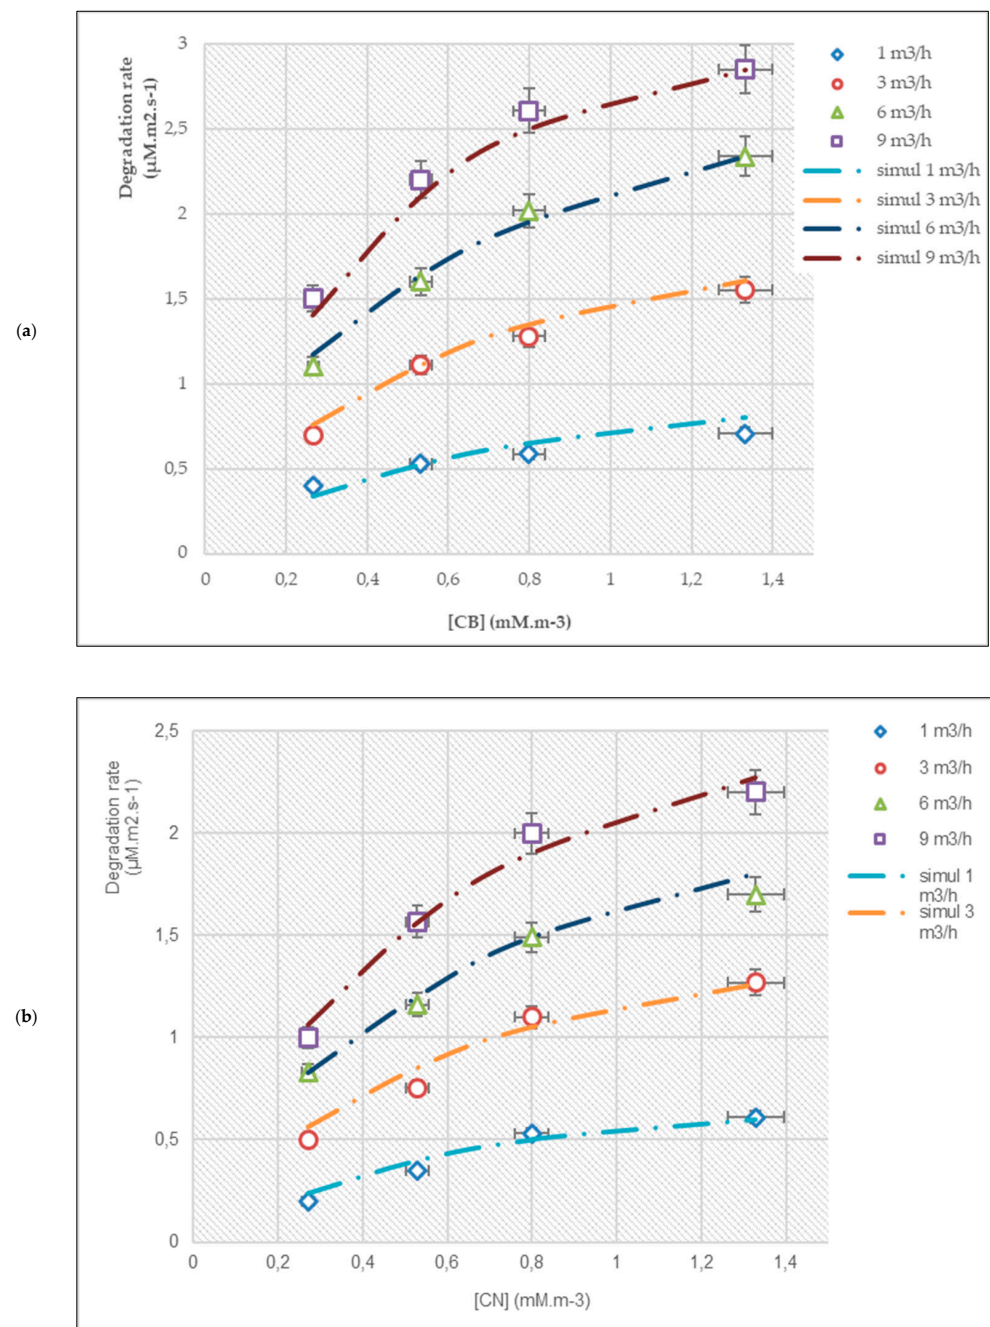 (a)
Degradation rate
(µM.m2.s-1)
3
2,5
2
1,5
1
0,5
0
0
0,2
0,4
0,6
0,8
1
1,2
1,4
[CB] (mM.m-3)
1 m3/h
3 m3/h
6 m3/h
9 m3/h
simul 1 m3/h
simul 3 m3/h
simul 6 m3/h
simul 9 m3/h
(b)
Degradation rate
(µM.m2.s-1)
2,5
2
1,5
1
0,5
0
0
0,2
0,4
0,6
0,8
1
1,2
1,4
[CN] (mM.m-3)
1 m3/h
3 m3/h
6 m3/h
9 m3/h
simul 1
m3/h
simul 3
m3/h